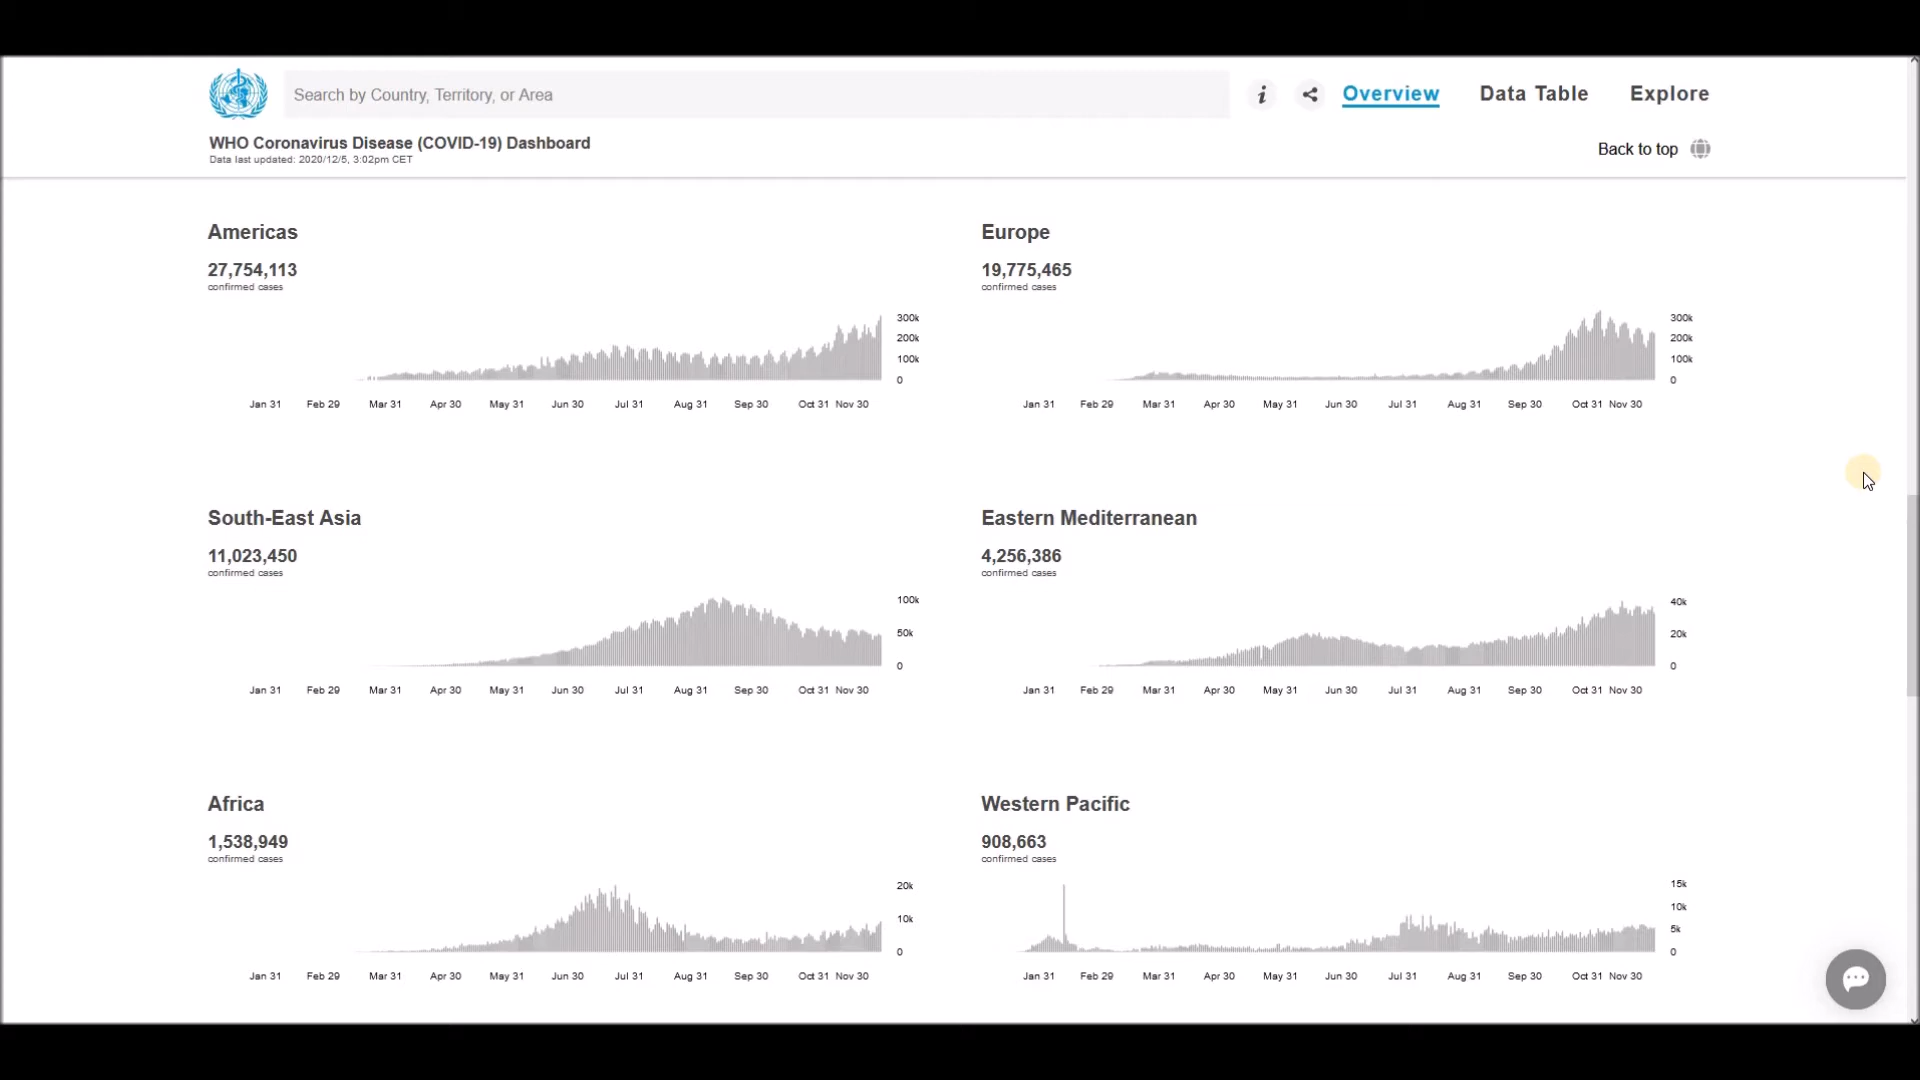 Search by Country, Territory, or Area
i
Overview
Data Table
Explore
WHO Coronavirus Disease (COVID-19) Dashboard
Data last updated: 2020/12/5, 3:02pm CET
Back to top
Americas
27,754,113
confirmed cases
300k
200k
100k
0
Jan 31 Feb 29 Mar 31 Apr 30 May 31 Jun 30 Jul 31 Aug 31 Sep 30 Oct 31 Nov 30
Europe
19,775,465
confirmed cases
300k
200k
100k
0
Jan 31 Feb 29 Mar 31 Apr 30 May 31 Jun 30 Jul 31 Aug 31 Sep 30 Oct 31 Nov 30
South-East Asia
11,023,450
confirmed cases
100k
50k
0
Jan 31 Feb 29 Mar 31 Apr 30 May 31 Jun 30 Jul 31 Aug 31 Sep 30 Oct 31 Nov 30
Eastern Mediterranean
4,256,386
confirmed cases
40k
20k
0
Jan 31 Feb 29 Mar 31 Apr 30 May 31 Jun 30 Jul 31 Aug 31 Sep 30 Oct 31 Nov 30
Africa
1,538,949
confirmed cases
20k
10k
0
Jan 31 Feb 29 Mar 31 Apr 30 May 31 Jun 30 Jul 31 Aug 31 Sep 30 Oct 31 Nov 30
Western Pacific
908,663
confirmed cases
15k
10k
5k
0
Jan 31 Feb 29 Mar 31 Apr 30 May 31 Jun 30 Jul 31 Aug 31 Sep 30 Oct 31 Nov 30